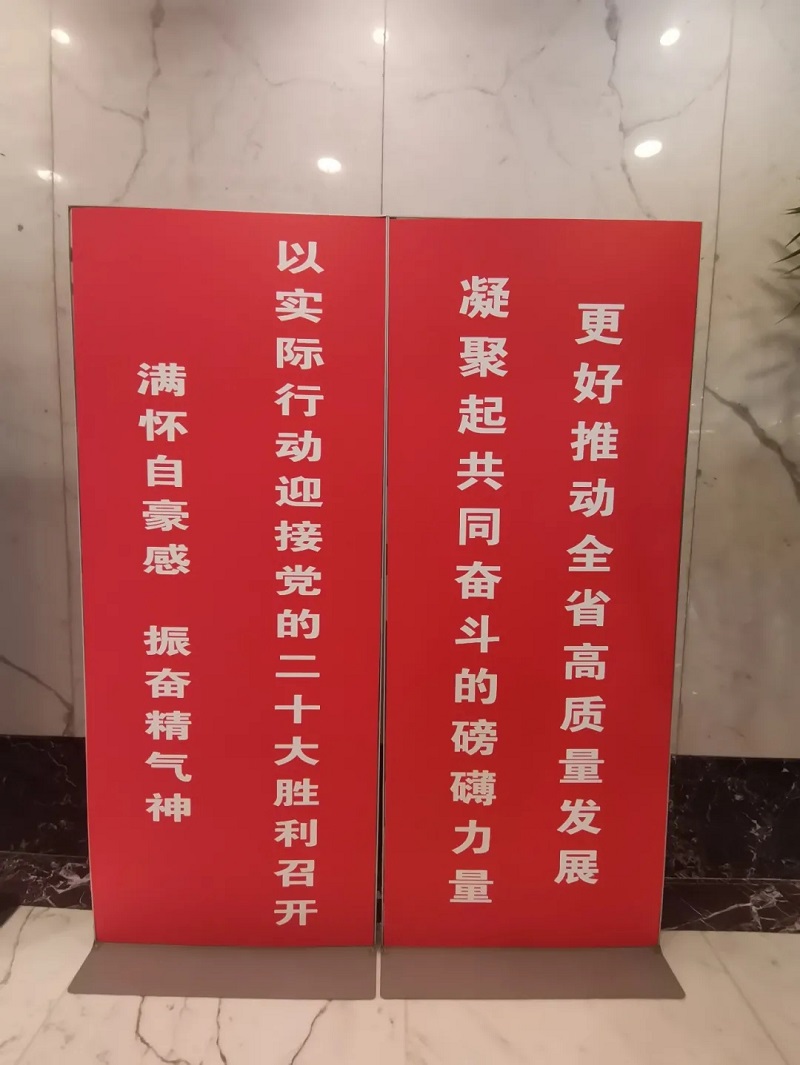 满怀自豪感 振奋精气神
以实际行动迎接党的二十大胜利召开
凝聚起共同奋斗的磅礴力量
更好推动全省高质量发展